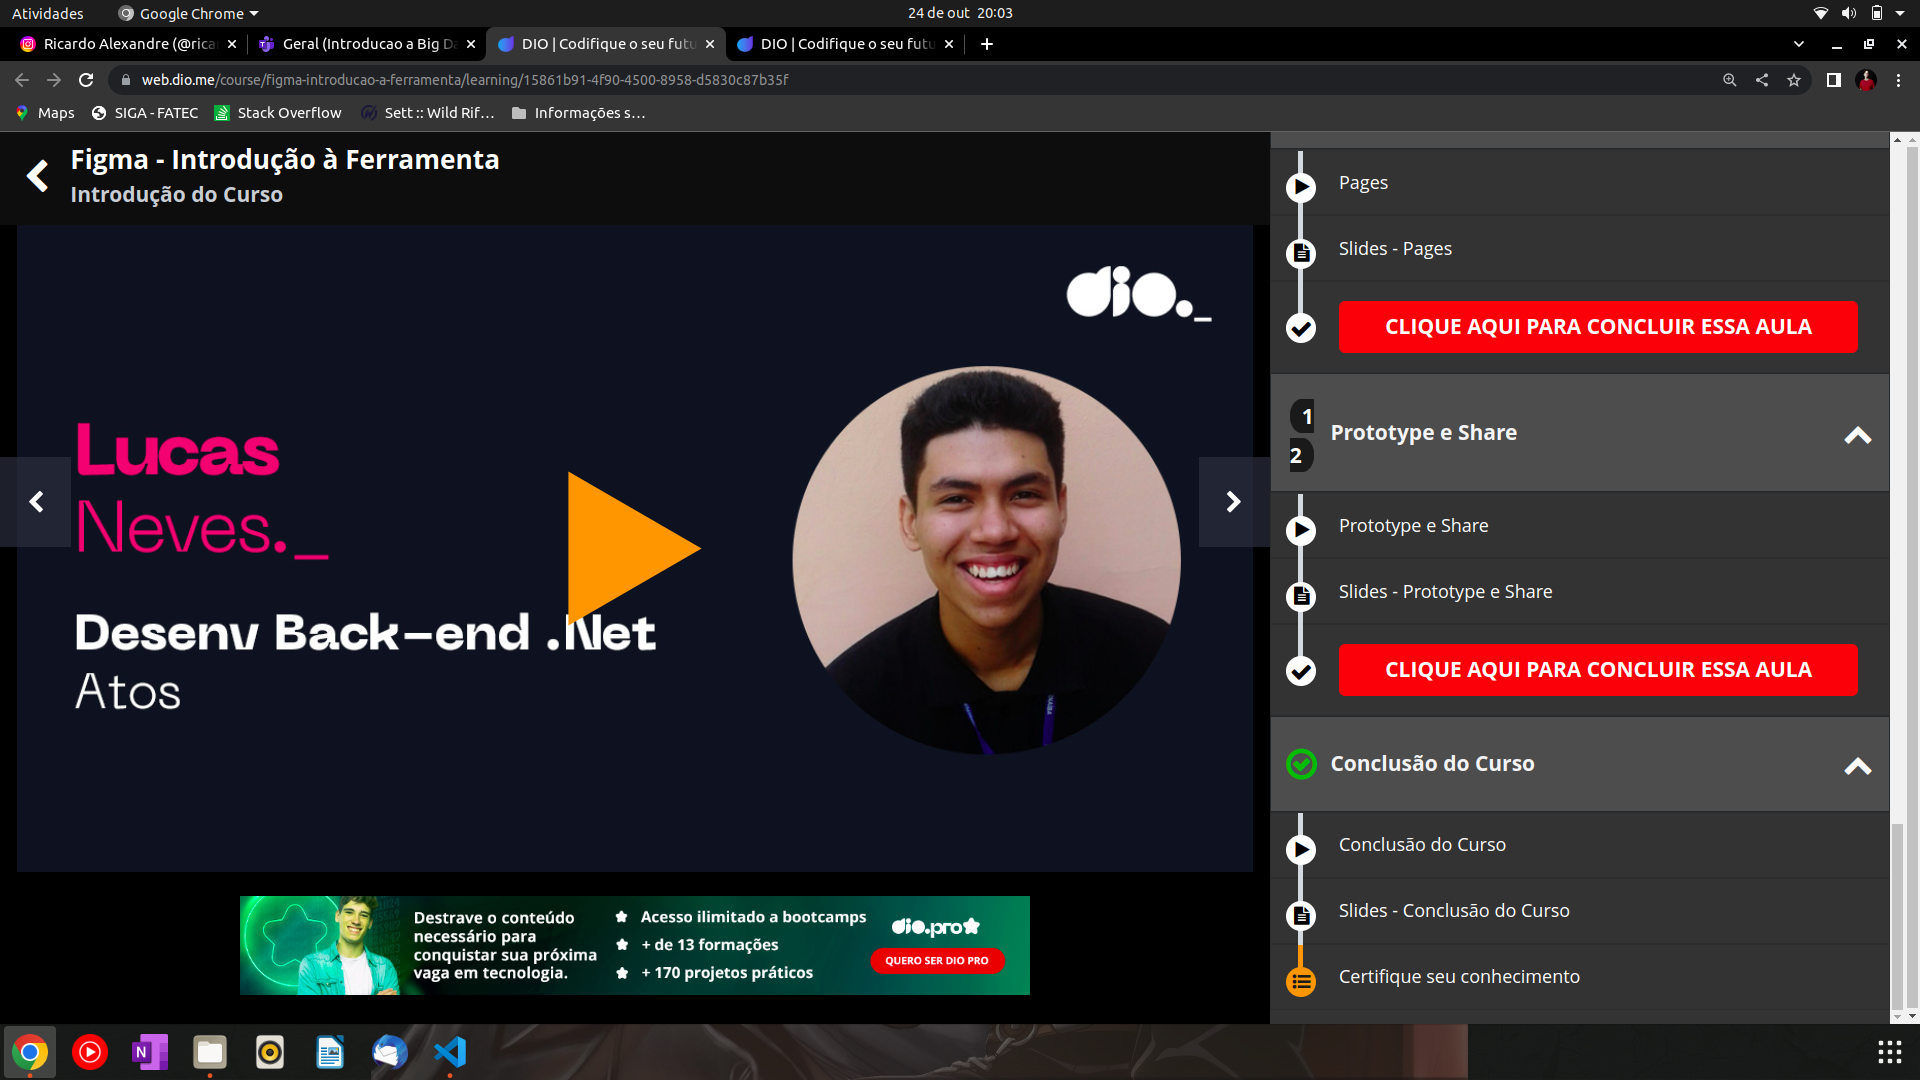 Atividades
Google Chrome
24 de out 20:03
Ricardo Alexandre (@rica
Geral (Introducao a Big Da
DIO | Codifique o seu futu
DIO | Codifique o seu futu
web.dio.me/course/figma-introducao-a-ferramenta/learning/15861b91-4f90-4500-8958-d5830c87b35f
Maps
SIGA - FATEC
Stack Overflow
Sett :: Wild Rif...
Informações s...
Figma - Introdução à Ferramenta
Introdução do Curso
dio._
Lucas
Neves._
Desenv Back-end .Net
Atos
Destrave o conteúdo
necessário para
conquistar sua próxima
vaga em tecnologia.
Acesso ilimitado a bootcamps
+ de 13 formações
+ 170 projetos práticos
dio.pro
QUERO SER DIO PRO
Pages
Slides - Pages
CLIQUE AQUI PARA CONCLUIR ESSA AULA
1
2
Prototype e Share
Prototype e Share
Slides - Prototype e Share
CLIQUE AQUI PARA CONCLUIR ESSA AULA
Conclusão do Curso
Conclusão do Curso
Slides - Conclusão do Curso
Certifique seu conhecimento
N